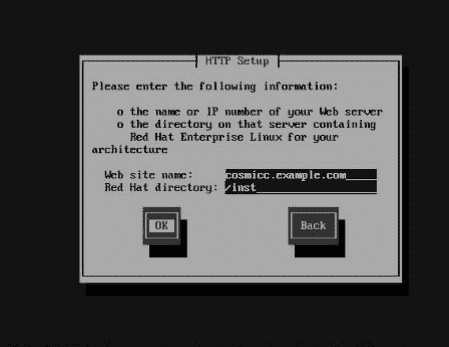 HTTP Setup
Please enter the following information:
o the name or IP number of your Web server
o the directory on that server containing
Red Hat Enterprise Linux for your
architecture
Web site name: cosmicc.example.com
Red Hat directory: /inst
OK Back